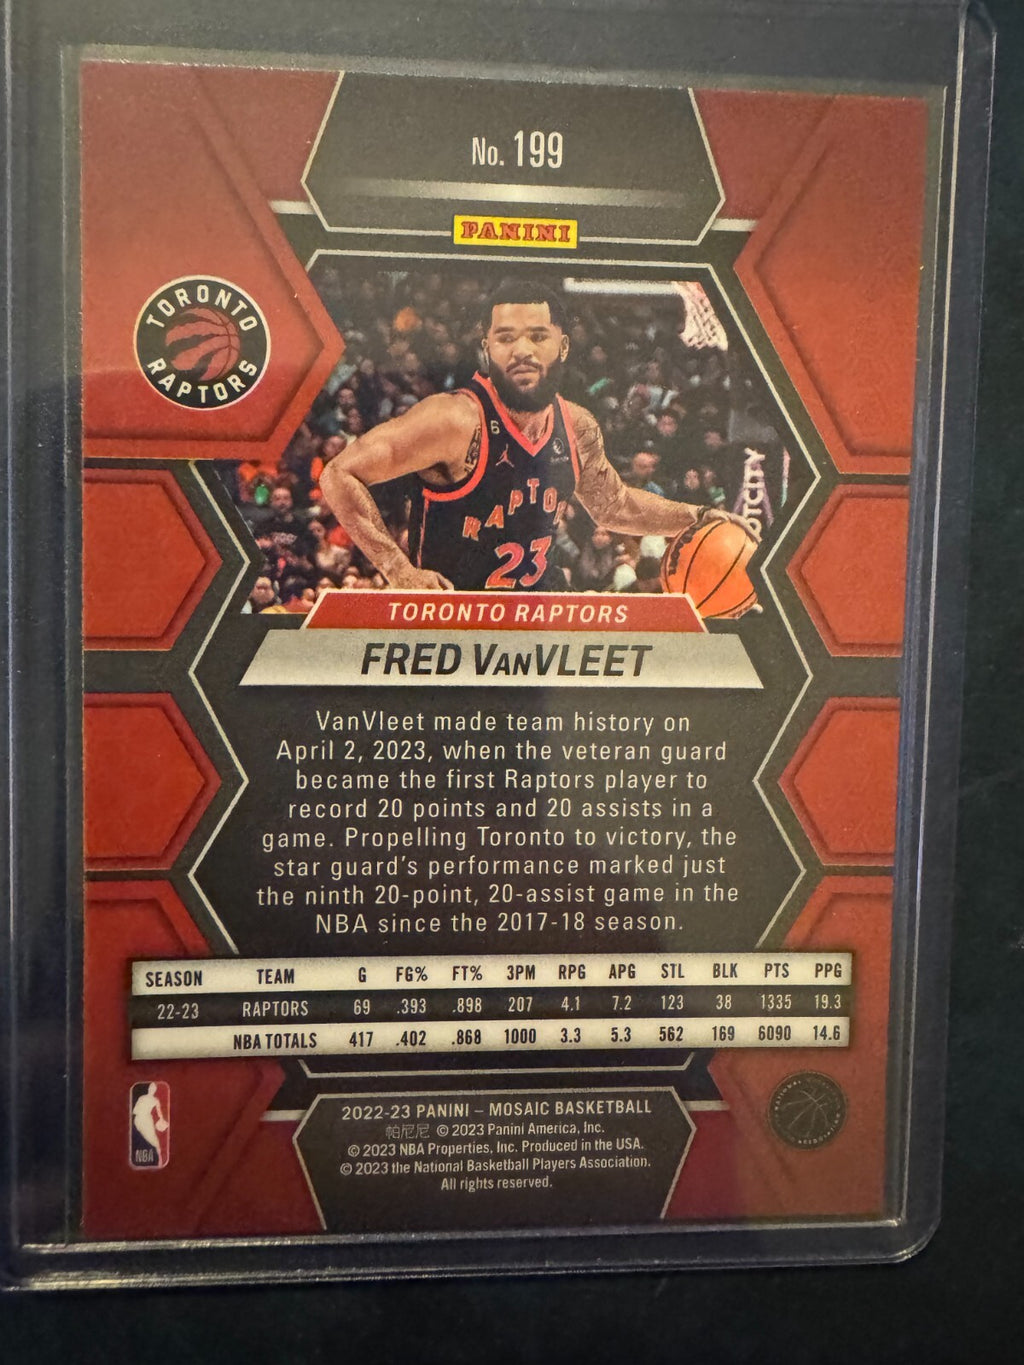 No. 199
PANINI
TORONTO
RAPTORS
6
RAPTO
23
OTCITY
TORONTO RAPTORS
FRED VANVLEET
VanVleet made team history on
April 2, 2023, when the veteran guard
became the first Raptors player to
record 20 points and 20 assists in a
game. Propelling Toronto to victory, the
star guard's performance marked just
the ninth 20-point, 20-assist game in the
NBA since the 2017-18 season.
SEASON TEAM G FG% FT% 3PM RPG APG STL BLK PTS PPG
22-23 RAPTORS 69 .393 .898 207 4.1 7.2 123 38 1335 19.3
NBA TOTALS 417 .402 .868 1000 3.3 5.3 562 169 6090 14.6
NBA
2022-23 PANINI – MOSAIC BASKETBALL
帕尼尼 © 2023 Panini America, Inc.
© 2023 NBA Properties, Inc. Produced in the USA.
© 2023 the National Basketball Players Association.
All rights reserved.